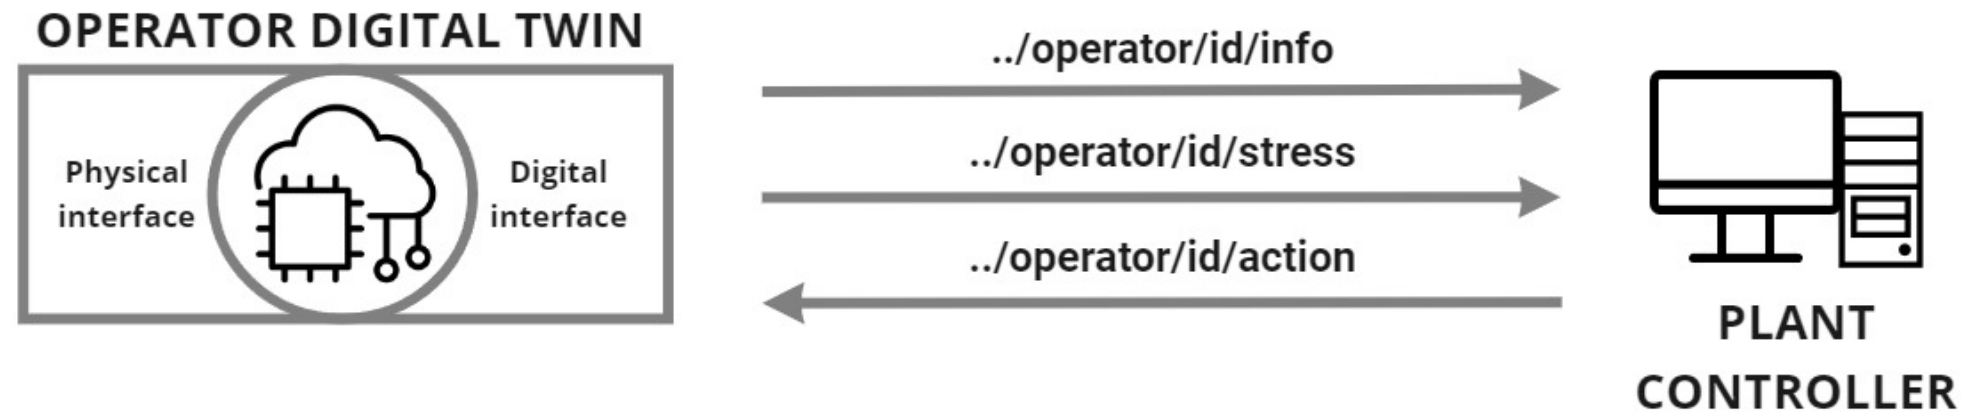 OPERATOR DIGITAL TWIN
Physical
interface
Digital
interface
../operator/id/info
../operator/id/stress
../operator/id/action
PLANT
CONTROLLER